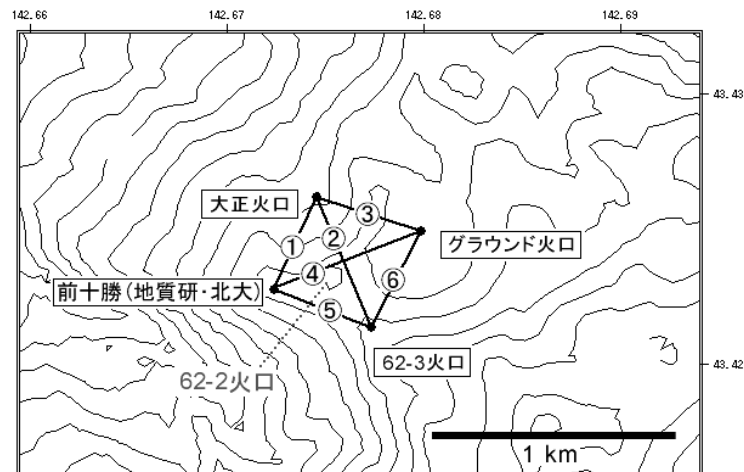 142.66 142.67 142.68 142.69
43.43
大正火口
③
① ②
グラウンド火口
④
⑥
前十勝(地質研・北大)
⑤
62-3火口
43.42
62-2火口
1 km